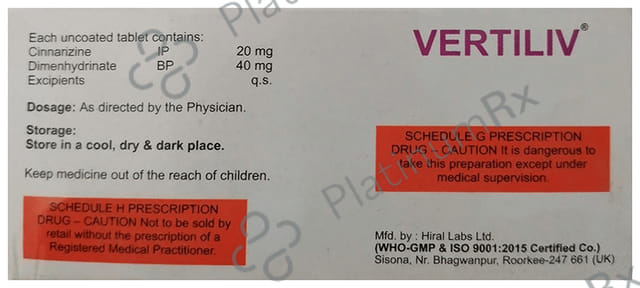 Each uncoated tablet contains:
Cinnarizine IP 20 mg
Dimenhydrinate BP 40 mg
Excipients q.s.
Dosage: As directed by the Physician.
Storage:
Store in a cool, dry & dark place.
Keep medicine out of the reach of children.
SCHEDULE H PRESCRIPTION
DRUG – CAUTION Not to be sold by
retail without the prescription of a
Registered Medical Practitioner.
VERTILIV®
SCHEDULE G PRESCRIPTION
DRUG - CAUTION It is dangerous to
take this preparation except under
medical supervision.
Mfd. by : Hiral Labs Ltd.
(WHO-GMP & ISO 9001:2015 Certified Co.)
Sisona, Nr. Bhagwanpur, Roorkee-247 661 (UK)
PlatinumRx
PlatinumRx